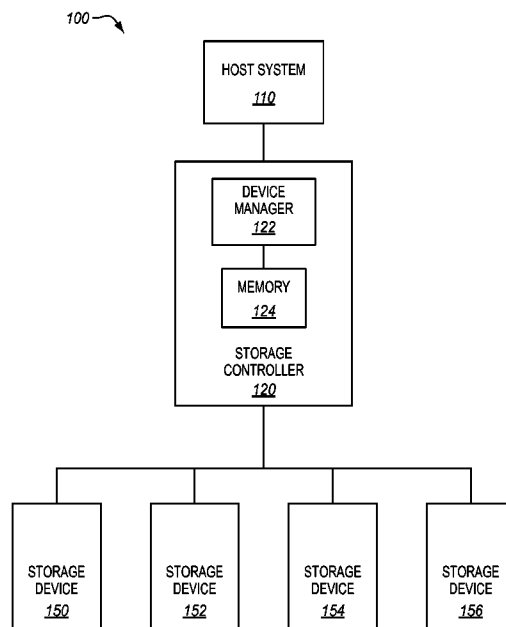 100
HOST SYSTEM
110
DEVICE
MANAGER
122
MEMORY
124
STORAGE
CONTROLLER
120
STORAGE
DEVICE
150
STORAGE
DEVICE
152
STORAGE
DEVICE
154
STORAGE
DEVICE
156